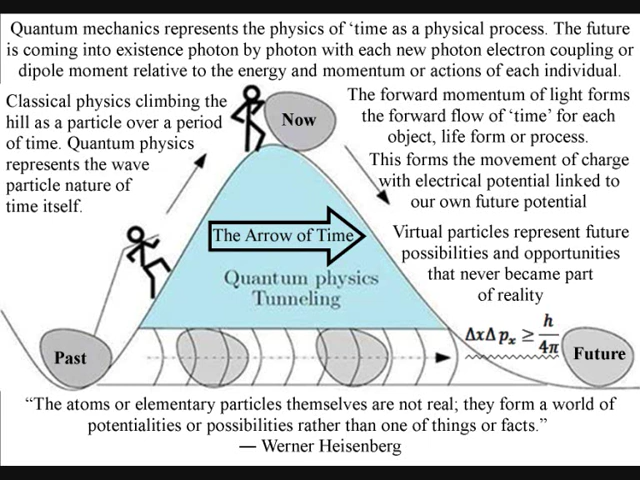 Quantum mechanics represents the physics of ‘time as a physical process. The future
is coming into existence photon by photon with each new photon electron coupling or
dipole moment relative to the energy and momentum or actions of each individual.
Classical physics climbing the
hill as a particle over a period
of time. Quantum physics
represents the wave
particle nature of
time itself.
Now
The forward momentum of light forms
the forward flow of ‘time’ for each
object, life form or process.
This forms the movement of charge
with electrical potential linked to
our own future potential
The Arrow of Time
Virtual particles represent future
possibilities and opportunities
that never became part
of reality
Quantum physics
Tunneling
Δx Δ pₓ ≥ h/4π
Past
Future
“The atoms or elementary particles themselves are not real; they form a world of
potentialities or possibilities rather than one of things or facts.”
— Werner Heisenberg